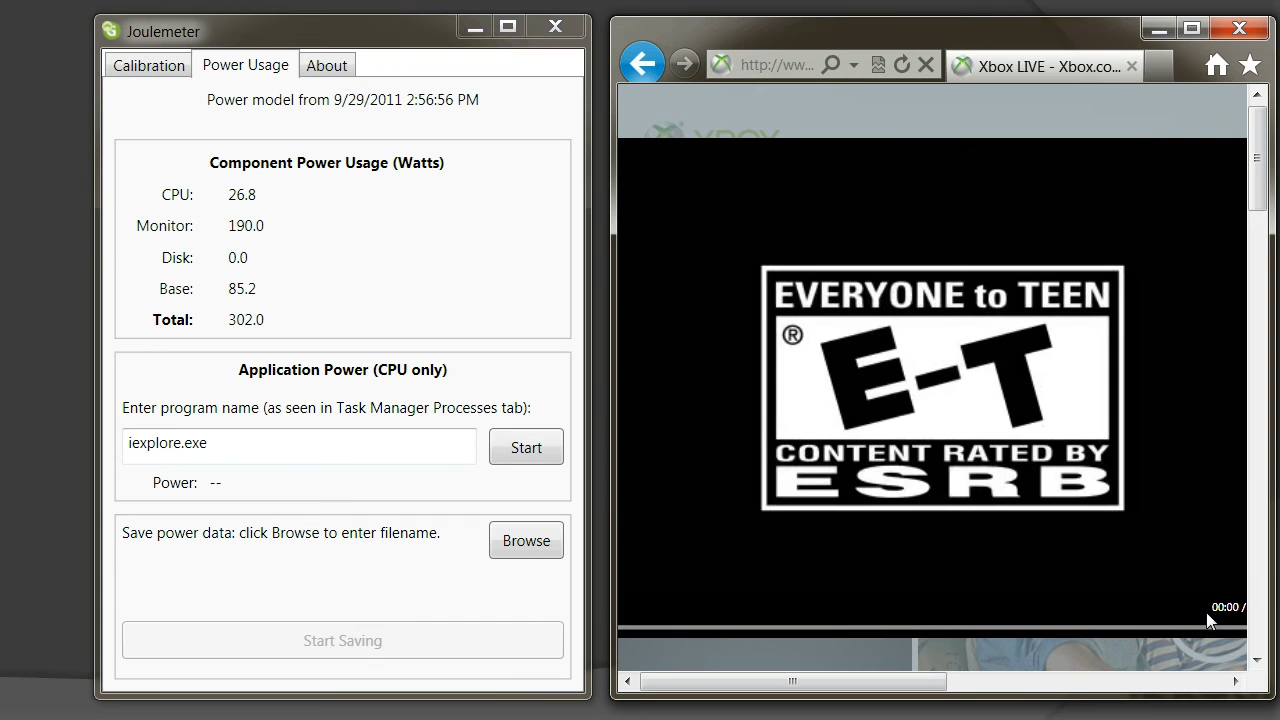 Joulemeter
Calibration
Power Usage
About
Power model from 9/29/2011 2:56:56 PM
Component Power Usage (Watts)
CPU: 26.8
Monitor: 190.0
Disk: 0.0
Base: 85.2
Total: 302.0
Application Power (CPU only)
Enter program name (as seen in Task Manager Processes tab):
iexplore.exe
Start
Power: --
Save power data: click Browse to enter filename.
Browse
Start Saving
http://ww...
Xbox LIVE - Xbox.co...
XBOX
EVERYONE to TEEN
®
E-T
CONTENT RATED BY
ESRB
00:00 /